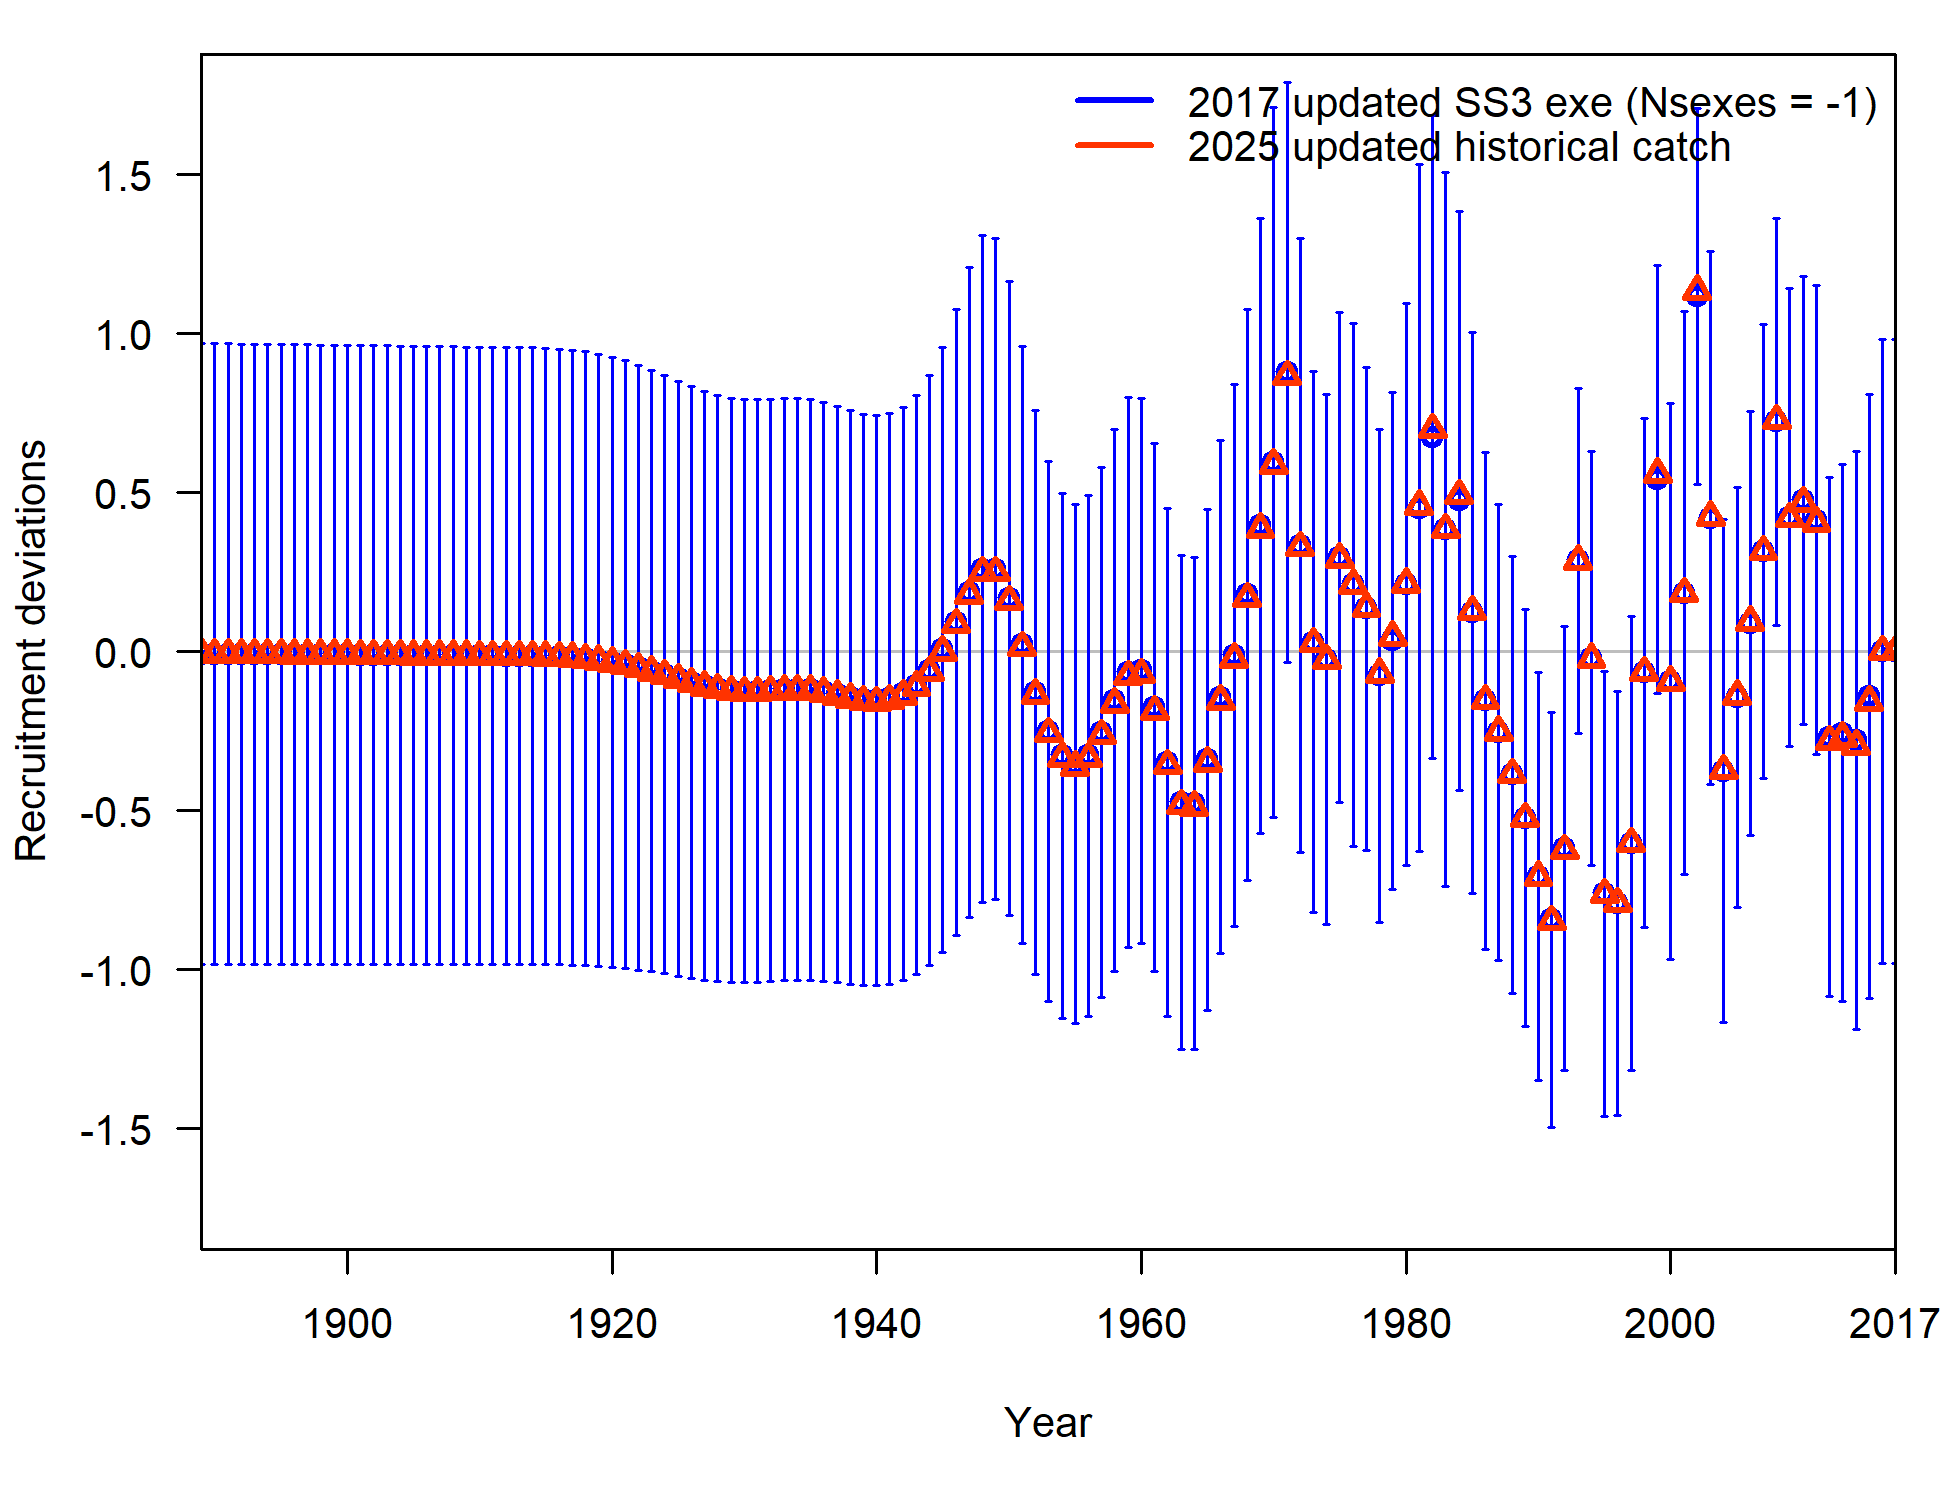 2017 updated SS3 exe (Nsexes = -1)
2025 updated historical catch
1.5
1.0
0.5
0.0
-0.5
-1.0
-1.5
Recruitment deviations
1900 1920 1940 1960 1980 2000 2017
Year